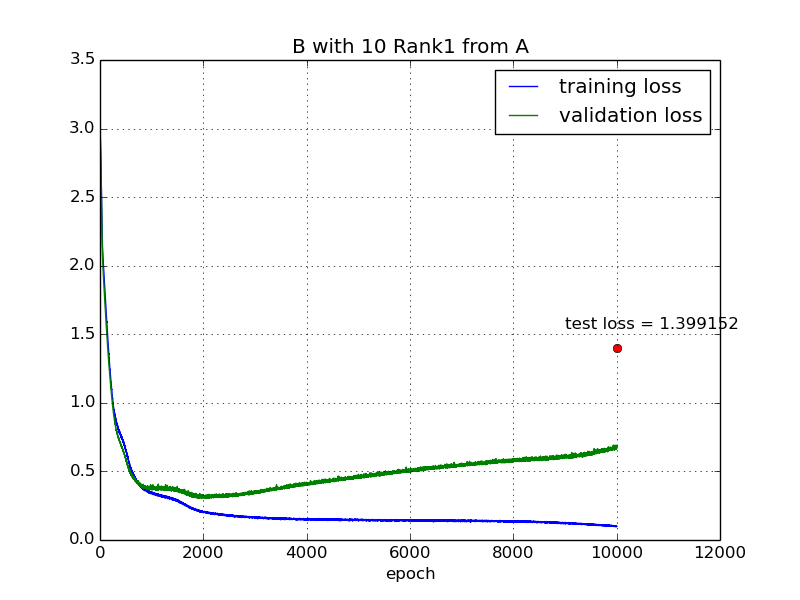 B with 10 Rank1 from A
3.5
3.0
2.5
2.0
1.5
1.0
0.5
0.0
training loss
validation loss
test loss = 1.399152
0 2000 4000 6000 8000 10000 12000
epoch